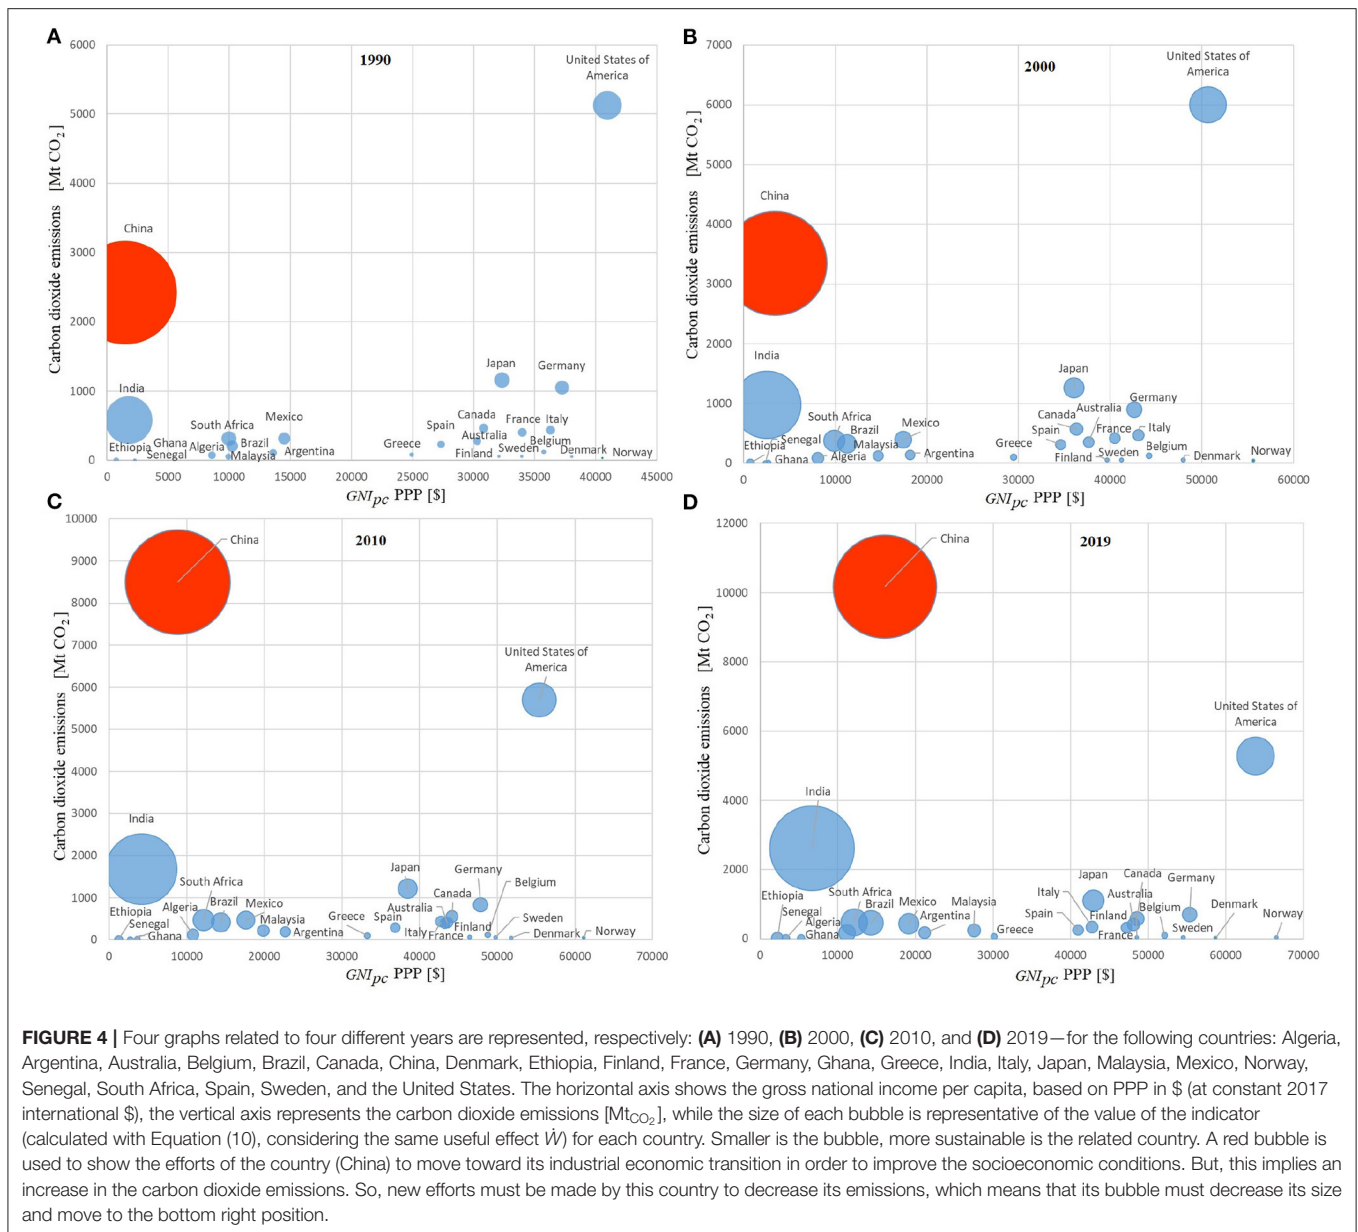 A
1990
6000
5000
4000
3000
2000
1000
0
Carbon dioxide emissions [Mt CO₂]
United States of
America
China
India
Japan
Germany
South Africa
Mexico
Canada
France
Italy
Spain
Ethiopia
Ghana
Algeria
Brazil
Greece
Australia
Belgium
Senegal
Malaysia
Argentina
Finland
Sweden
Denmark
Norway
0 5000 10000 15000 20000 25000 30000 35000 40000 45000
GNIpc PPP [$]
B
2000
7000
6000
5000
4000
3000
2000
1000
0
Carbon dioxide emissions [Mt CO₂]
United States of
America
China
India
Japan
Germany
South Africa
Mexico
Canada
Australia
Brazil
Spain
France
Italy
Ethiopia
Senegal
Malaysia
Greece
Belgium
Ghana
Algeria
Argentina
Finland
Sweden
Denmark
Norway
0 10000 20000 30000 40000 50000 60000
GNIpc PPP [$]
C
2010
10000
9000
8000
7000
6000
5000
4000
3000
2000
1000
0
Carbon dioxide emissions [Mt CO₂]
China
United States of
America
India
Japan
Germany
South Africa
Belgium
Canada
Algeria
Brazil
Mexico
Australia
Ethiopia
Senegal
Malaysia
Greece
Spain
Sweden
Ghana
Argentina
Italy
France
Finland
Denmark
Norway
0 10000 20000 30000 40000 50000 60000 70000
GNIpc PPP [$]
D
2019
12000
10000
8000
6000
4000
2000
0
Carbon dioxide emissions [Mt CO₂]
China
United States of
America
India
Japan
Canada
Germany
Ethiopia
South Africa
Brazil
Mexico
Malaysia
Italy
Australia
Senegal
Algeria
Argentina
Spain
Finland
Belgium
Denmark
Norway
Ghana
Greece
France
Sweden
0 10000 20000 30000 40000 50000 60000 70000
GNIpc PPP [$]
FIGURE 4 | Four graphs related to four different years are represented, respectively: (A) 1990, (B) 2000, (C) 2010, and (D) 2019—for the following countries: Algeria,
Argentina, Australia, Belgium, Brazil, Canada, China, Denmark, Ethiopia, Finland, France, Germany, Ghana, Greece, India, Italy, Japan, Malaysia, Mexico, Norway,
Senegal, South Africa, Spain, Sweden, and the United States. The horizontal axis shows the gross national income per capita, based on PPP in $ (at constant 2017
international $), the vertical axis represents the carbon dioxide emissions [MtCO₂], while the size of each bubble is representative of the value of the indicator
(calculated with Equation (10), considering the same useful effect Ẇ) for each country. Smaller is the bubble, more sustainable is the related country. A red bubble is
used to show the efforts of the country (China) to move toward its industrial economic transition in order to improve the socioeconomic conditions. But, this implies an
increase in the carbon dioxide emissions. So, new efforts must be made by this country to decrease its emissions, which means that its bubble must decrease its size
and move to the bottom right position.